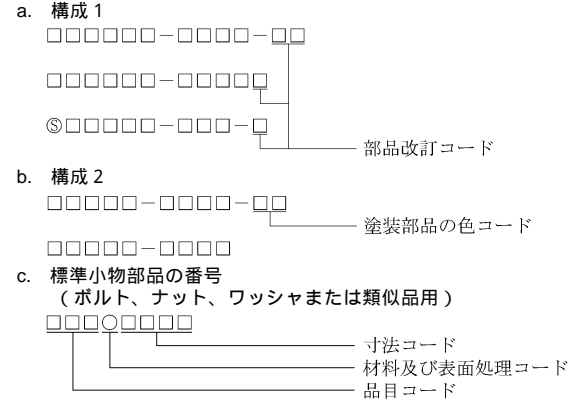 a. 構成1
□□□□□□－□□□□－□□
□□□□□□－□□□□□
Ⓢ□□□□□－□□□－□
部品改訂コード
b. 構成2
□□□□□－□□□□－□□
塗装部品の色コード
□□□□□－□□□□
c. 標準小物部品の番号
（ボルト、ナット、ワッシャまたは類似品用）
□□□○□□□□
寸法コード
材料及び表面処理コード
品目コード